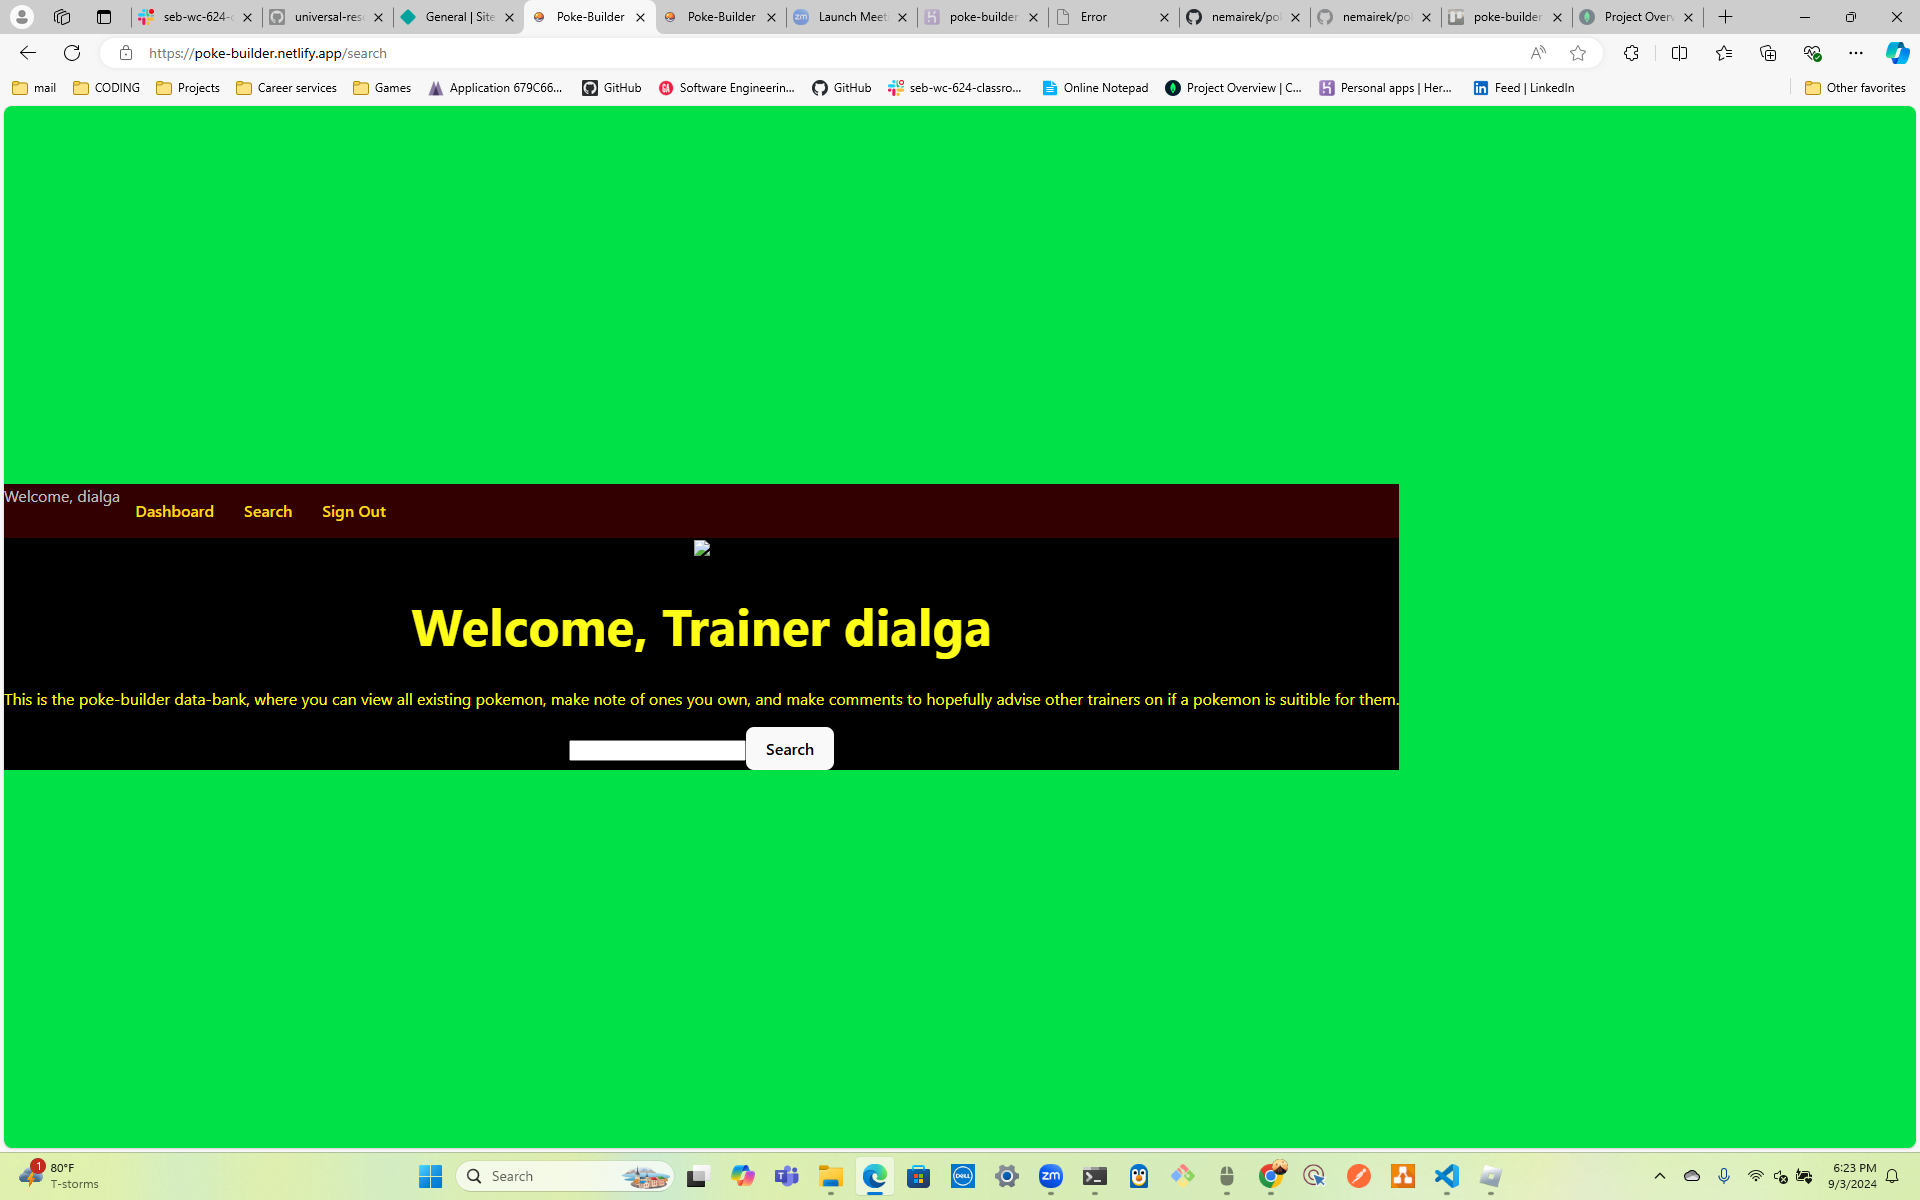 seb-wc-624-c
universal-res
General | Site
Poke-Builder
Poke-Builder
Launch Meeti
poke-builder
Error
nemairek/pok
nemairek/pok
poke-builder
Project Overv
https://poke-builder.netlify.app/search
mail
CODING
Projects
Career services
Games
Application 679C66...
GitHub
Software Engineerin...
GitHub
seb-wc-624-classro...
Online Notepad
Project Overview | C...
Personal apps | Her...
Feed | LinkedIn
Other favorites
Welcome, dialga
Dashboard
Search
Sign Out
Welcome, Trainer dialga
This is the poke-builder data-bank, where you can view all existing pokemon, make note of ones you own, and make comments to hopefully advise other trainers on if a pokemon is suitible for them.
Search
1
80°F
T-storms
Search
6:23 PM
9/3/2024